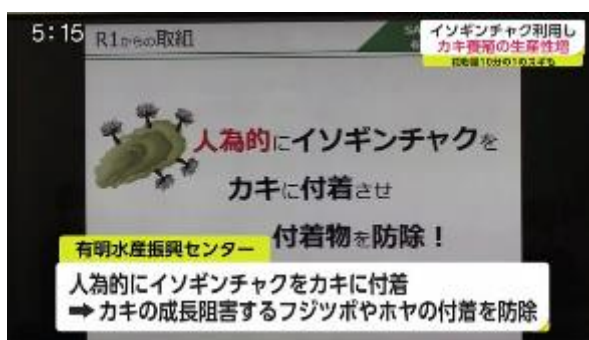 5:15
R1からの取組
イソギンチャク利用し
カキ養殖の生産性増
人為的にイソギンチャクを
カキに付着させ
付着物を防除！
有明水産振興センター
人為的にイソギンチャクをカキに付着
➡カキの成長阻害するフジツボやホヤの付着を防除